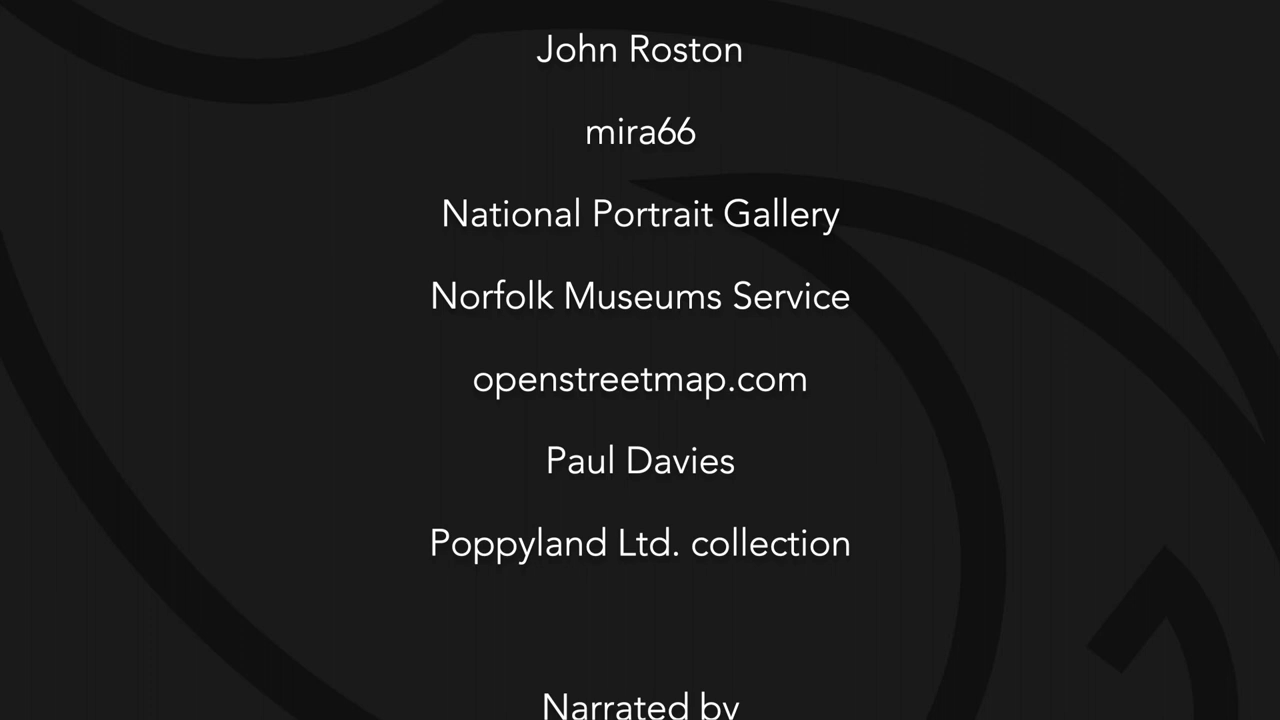 John Roston
mira66
National Portrait Gallery
Norfolk Museums Service
openstreetmap.com
Paul Davies
Poppyland Ltd. collection
Narrated by